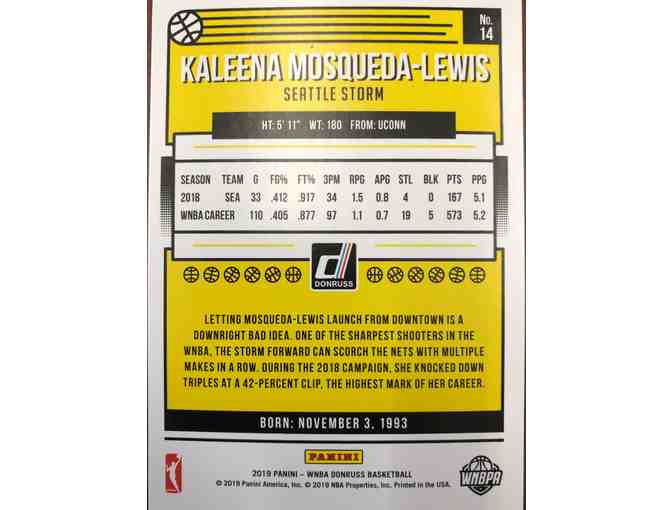 No.
14
KALEENA MOSQUEDA-LEWIS
SEATTLE STORM
HT: 5' 11" WT: 180 FROM: UCONN
SEASON TEAM G FG% FT% 3PM RPG APG STL BLK PTS PPG
2018 SEA 33 .412 .917 34 1.5 0.8 4 0 167 5.1
WNBA CAREER 110 .405 .877 97 1.1 0.7 19 5 573 5.2
DONRUSS
LETTING MOSQUEDA-LEWIS LAUNCH FROM DOWNTOWN IS A
DOWNRIGHT BAD IDEA. ONE OF THE SHARPEST SHOOTERS IN THE
WNBA, THE STORM FORWARD CAN SCORCH THE NETS WITH MULTIPLE
MAKES IN A ROW. DURING THE 2018 CAMPAIGN, SHE KNOCKED DOWN
TRIPLES AT A 42-PERCENT CLIP, THE HIGHEST MARK OF HER CAREER.
BORN: NOVEMBER 3, 1993
PANINI
2019 PANINI – WNBA DONRUSS BASKETBALL
© 2019 Panini America, Inc. © 2019 NBA Properties, Inc. Printed in the USA.
WNBPA